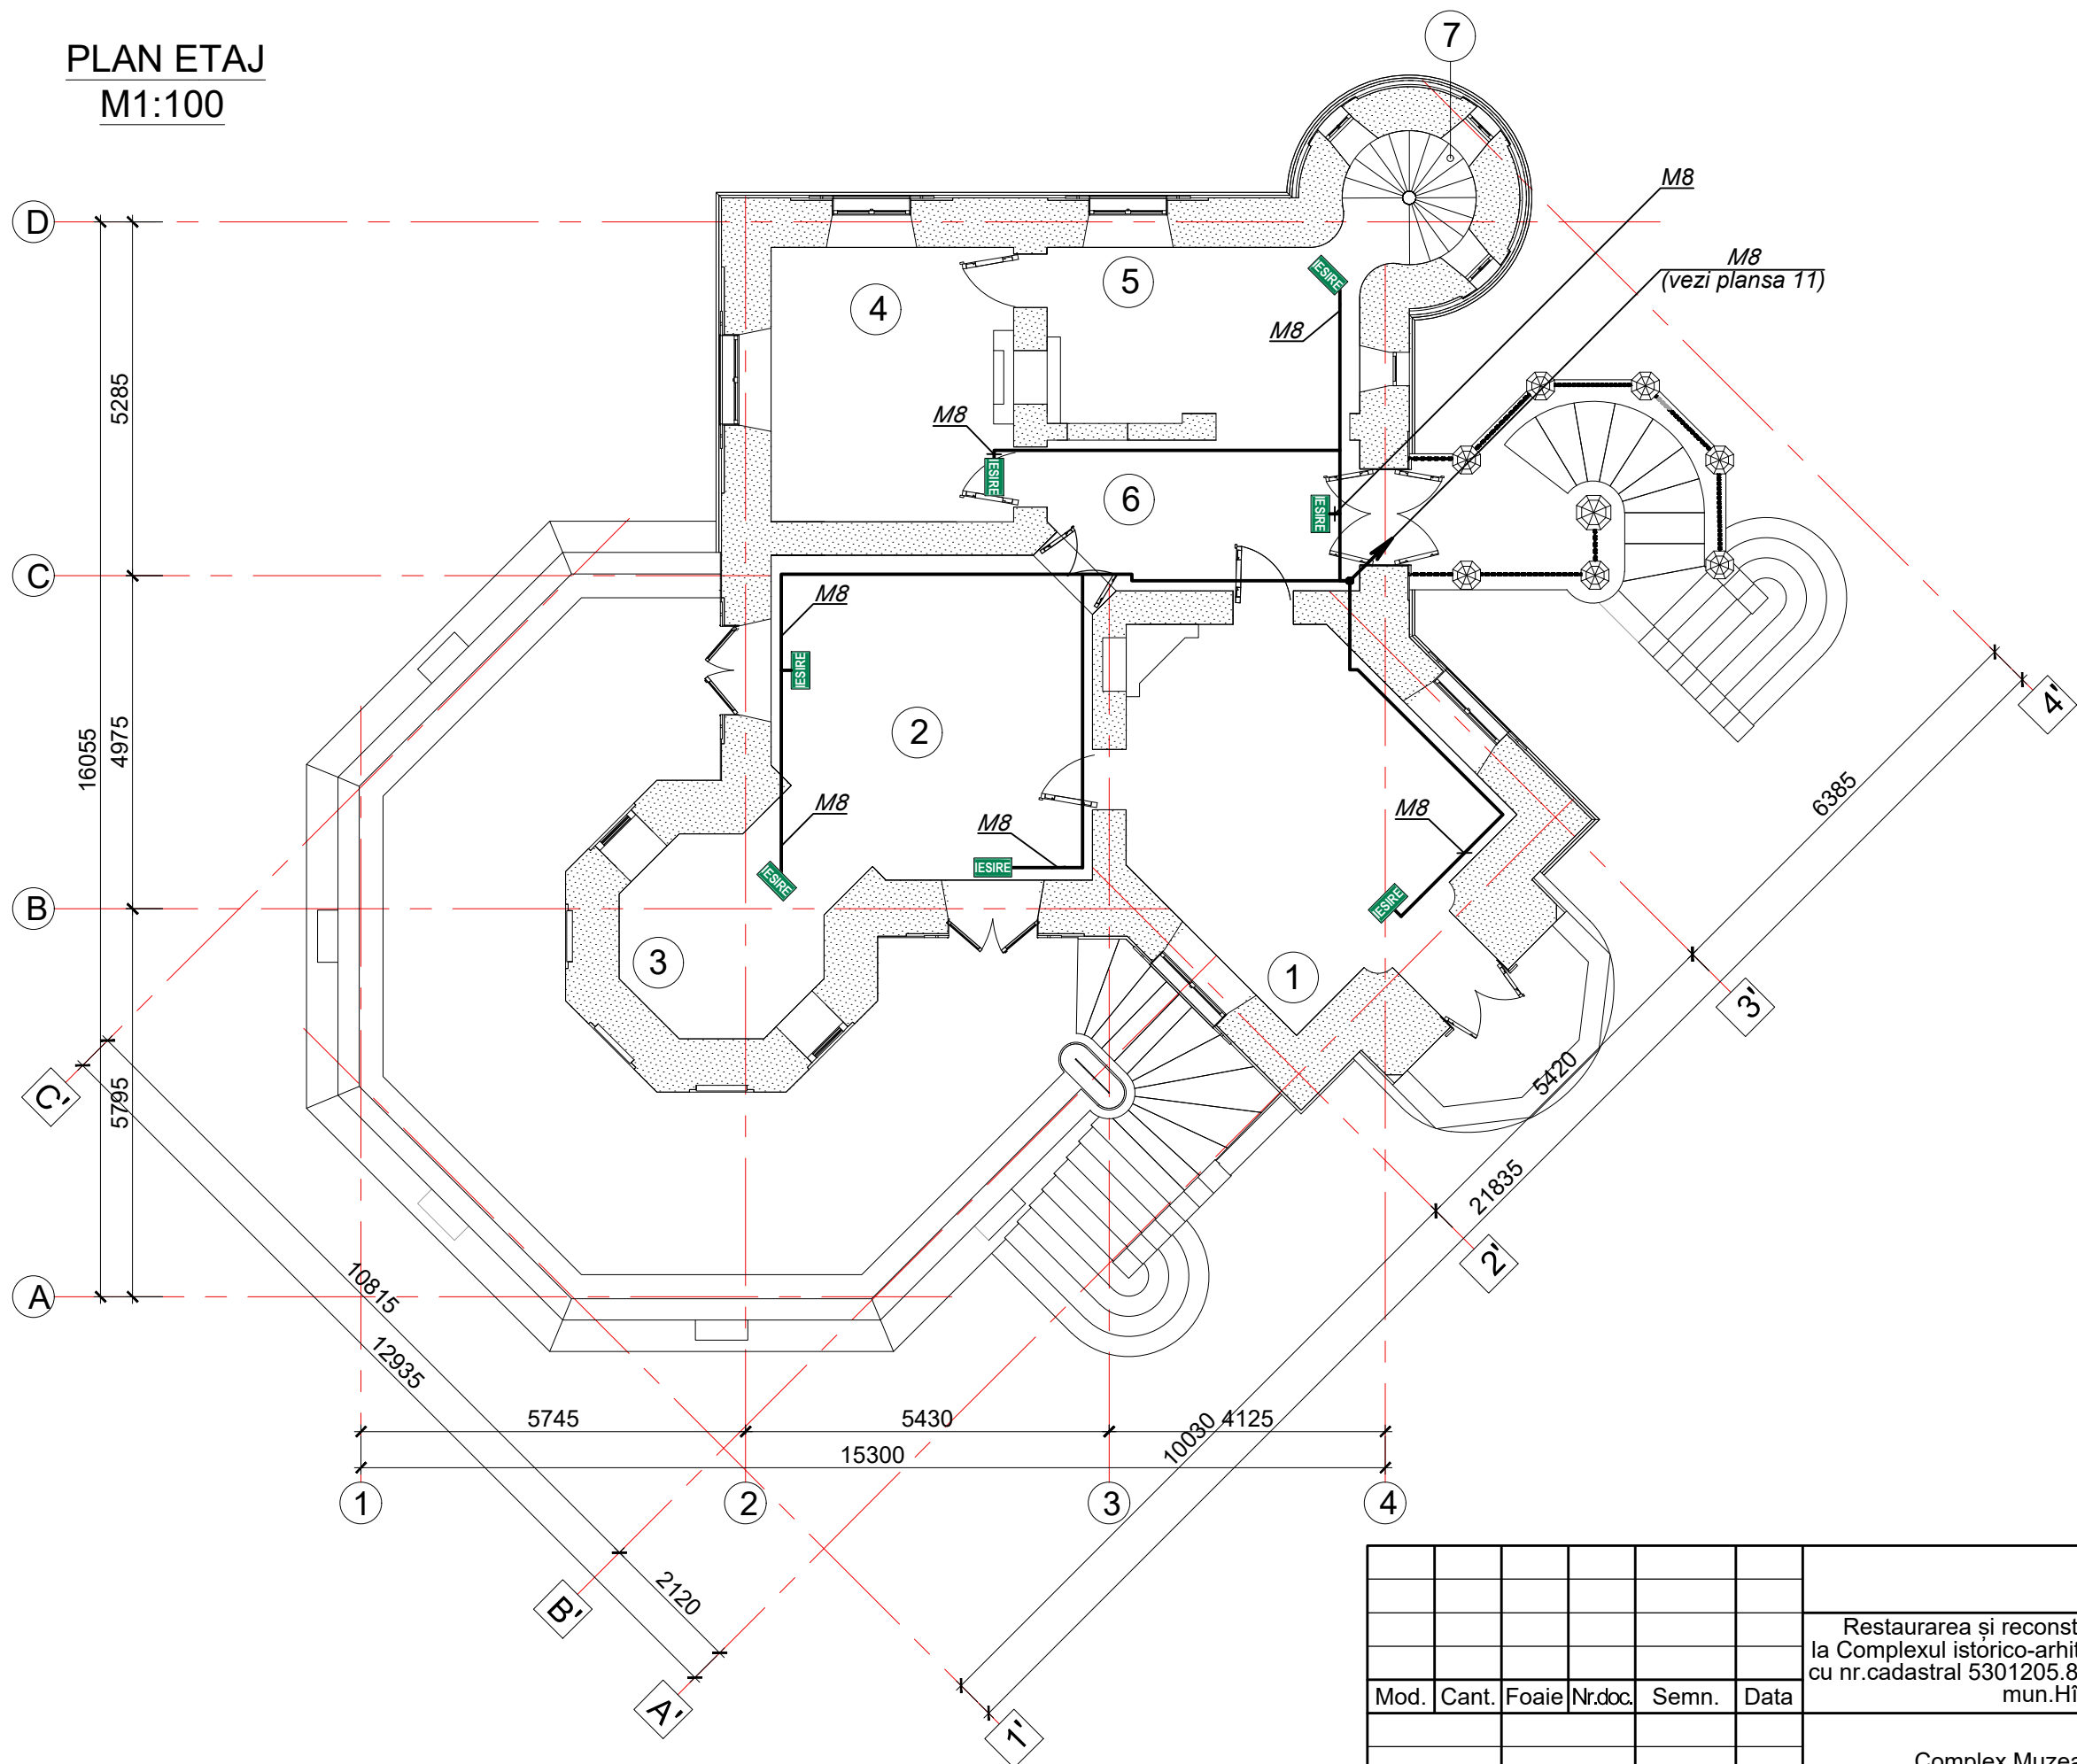 PLAN ETAJ
M1:100
7
M8
D
M8
(vezi plansa 11)
5
IESIRE
4
M8
5285
M8
IESIRE
6
IESIRE
C
M8
IESIRE
4'
2
16055
4975
6385
M8
M8
M8
IESIRE
IESIRE
IESIRE
B
3
1
3'
5420
C'
5795
21835
2'
10815
A
12935
5745
5430
4125
10030
15300
1
2
3
4
2120
B'
A'
1'
Restaurarea și reconst
la Complexul istorico-arhit
cu nr.cadastral 5301205.8
mun.Hî
Mod.
Cant.
Foaie
Nr.doc.
Semn.
Data
Complex Muzea